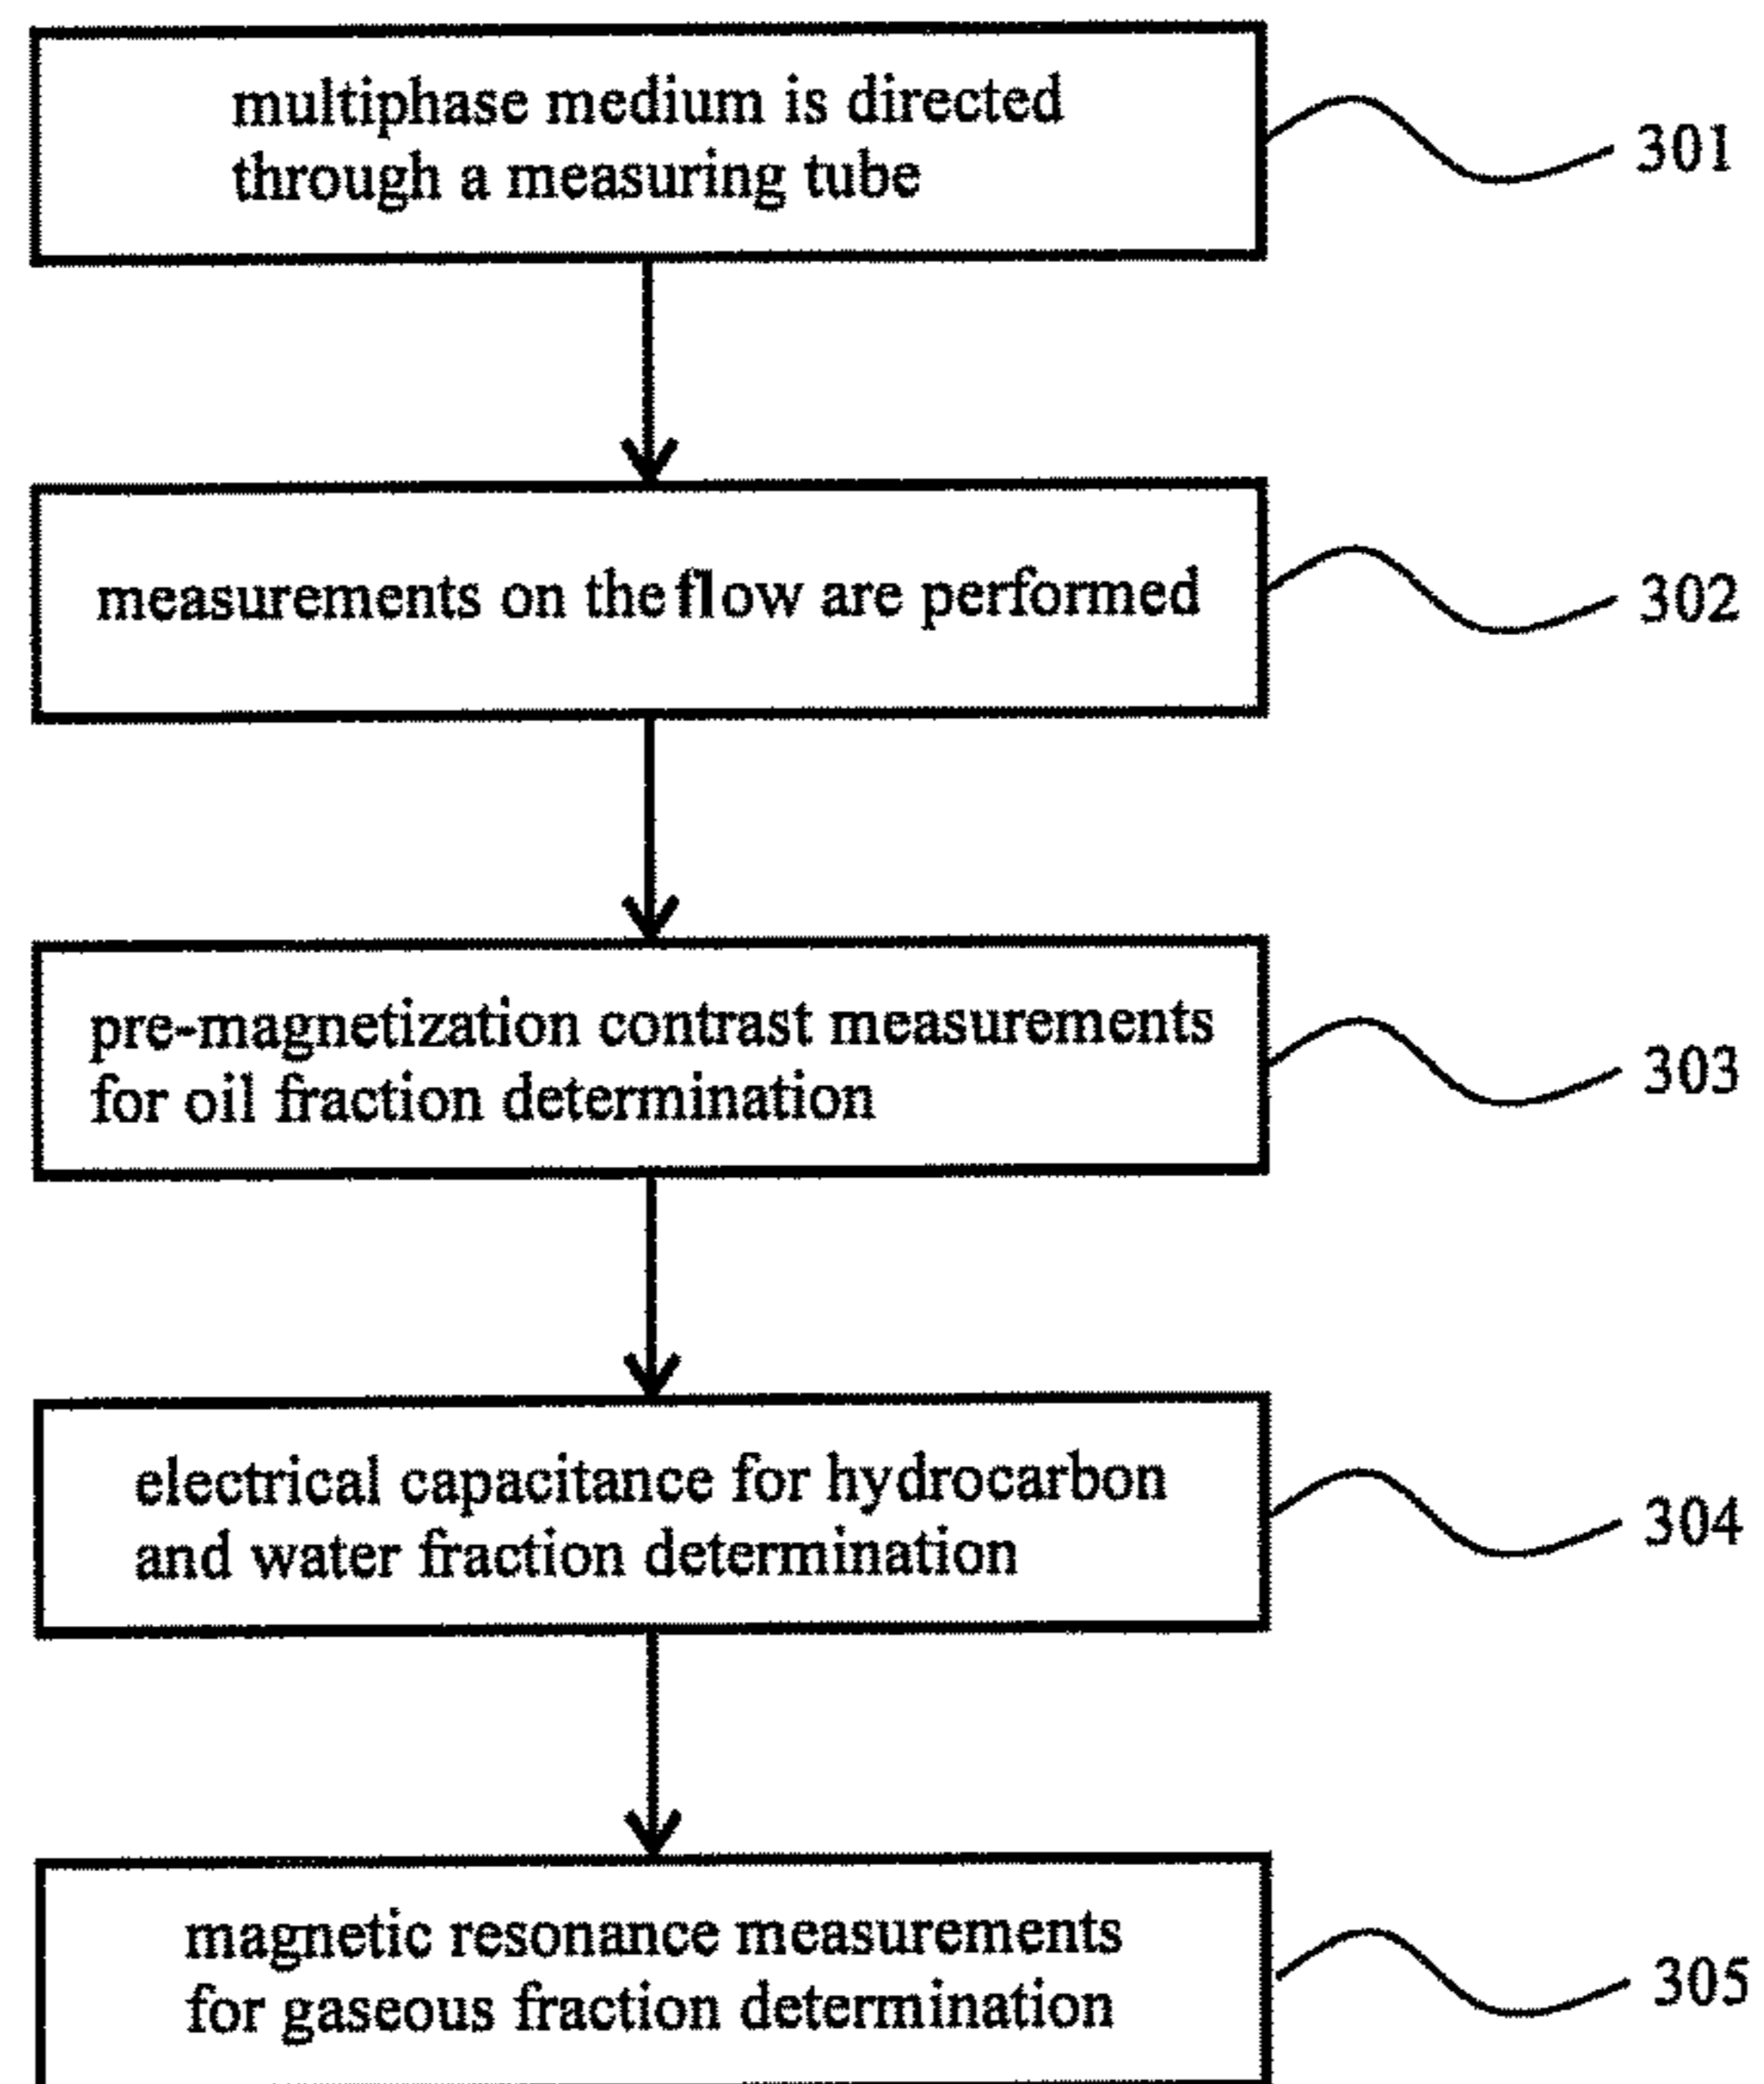 multiphase medium is directed
through a measuring tube
301
measurements on the flow are performed
302
pre-magnetization contrast measurements
for oil fraction determination
303
electrical capacitance for hydrocarbon
and water fraction determination
304
magnetic resonance measurements
for gaseous fraction determination
305